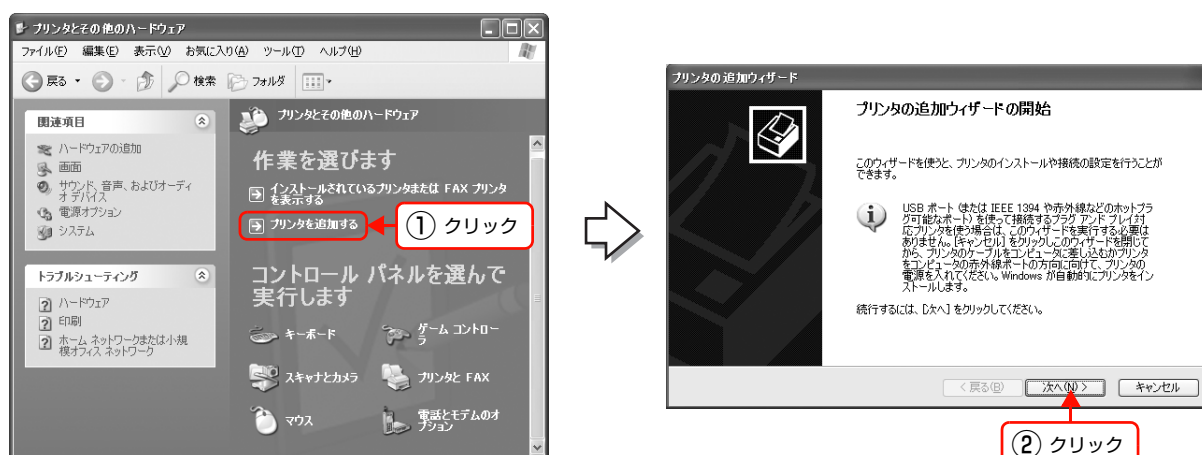 プリンタとその他のハードウェア
ファイル(F) 編集(E) 表示(V) お気に入り(A) ツール(T) ヘルプ(H)
戻る 検索 フォルダ
関連項目
ハードウェアの追加
画面
サウンド、音声、およびオーディ
オ デバイス
電源オプション
システム
トラブルシューティング
ハードウェア
印刷
ホーム ネットワークまたは小規
模オフィス ネットワーク
プリンタとその他のハードウェア
作業を選びます
インストールされているプリンタまたは FAX プリンタ
を表示する
プリンタを追加する
① クリック
コントロール パネルを選んで
実行します
キーボード
ゲーム コントロー
ラ
スキャナとカメラ
プリンタと FAX
マウス
電話とモデムのオ
プション
プリンタの追加ウィザード
プリンタの追加ウィザードの開始
このウィザードを使うと、プリンタのインストールや接続の設定を行うことが
できます。
USB ポート (または IEEE 1394 や赤外線などのホットプラ
グ可能なポート) を使って接続するプラグ アンド プレイ対
応プリンタを使う場合は、このウィザードを実行する必要は
ありません。[キャンセル] をクリックしこのウィザードを閉じて
から、プリンタのケーブルをコンピュータに差し込むかプリンタ
をコンピュータの赤外線ポートの方向に向けて、プリンタの
電源を入れてください。Windows が自動的にプリンタをイン
ストールします。
続行するには、[次へ] をクリックしてください。
< 戻る(B) 次へ(N) > キャンセル
② クリック